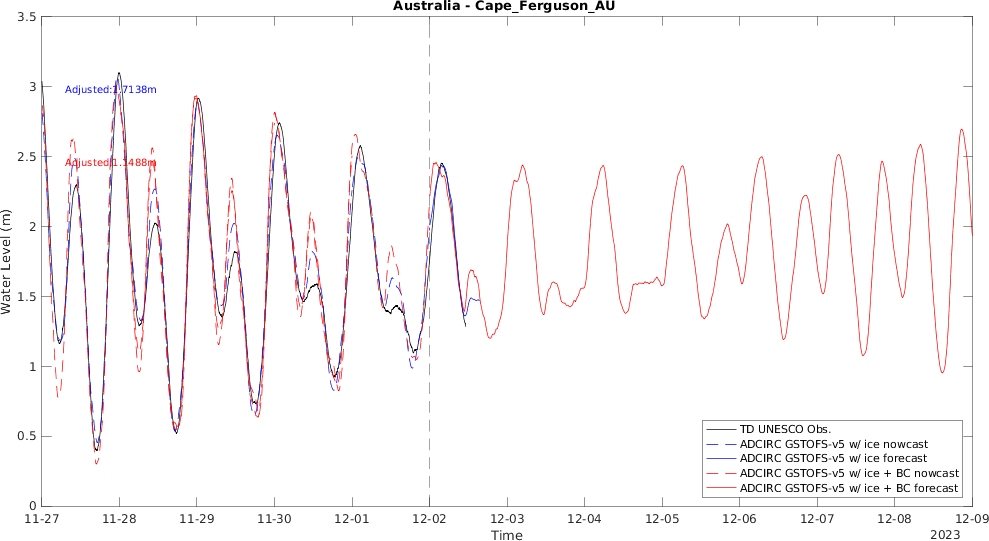 Australia - Cape_Ferguson_AU
3.5
3
2.5
2
1.5
1
0.5
0
Water Level (m)
Adjusted:1.7138m
Adjusted:1.1488m
TD UNESCO Obs.
ADCIRC GSTOFS-v5 w/ ice nowcast
ADCIRC GSTOFS-v5 w/ ice forecast
ADCIRC GSTOFS-v5 w/ ice + BC nowcast
ADCIRC GSTOFS-v5 w/ ice + BC forecast
11-27 11-28 11-29 11-30 12-01 12-02 12-03 12-04 12-05 12-06 12-07 12-08 12-09
Time
2023